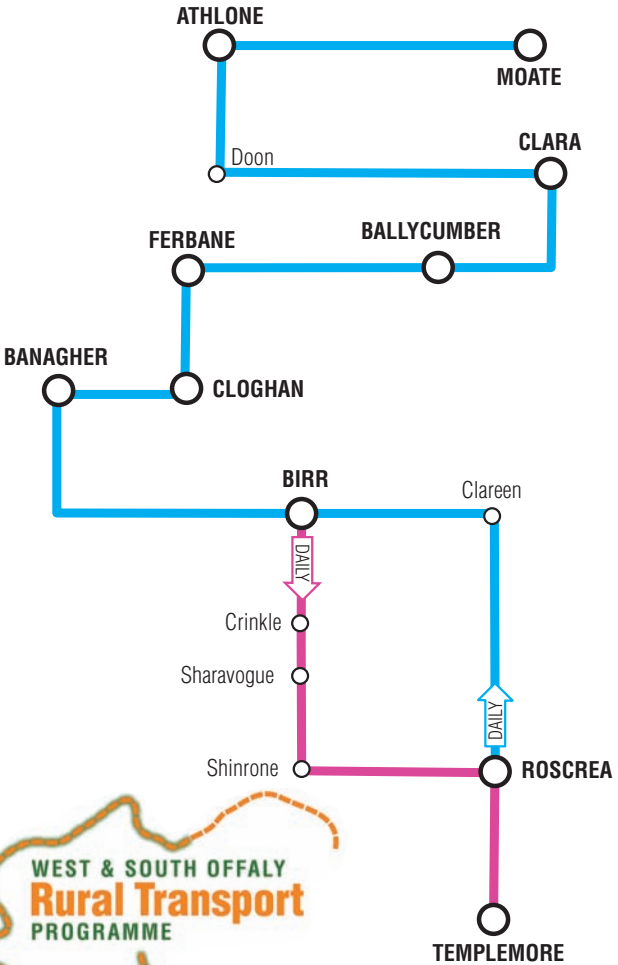 ATHLONE
MOATE
CLARA
Doon
BALLYCUMBER
FERBANE
BANAGHER
CLOGHAN
BIRR
Clareen
DAILY
Crinkle
Sharavogue
DAILY
Shinrone
ROSCREA
WEST & SOUTH OFFALY
Rural Transport
PROGRAMME
TEMPLEMORE